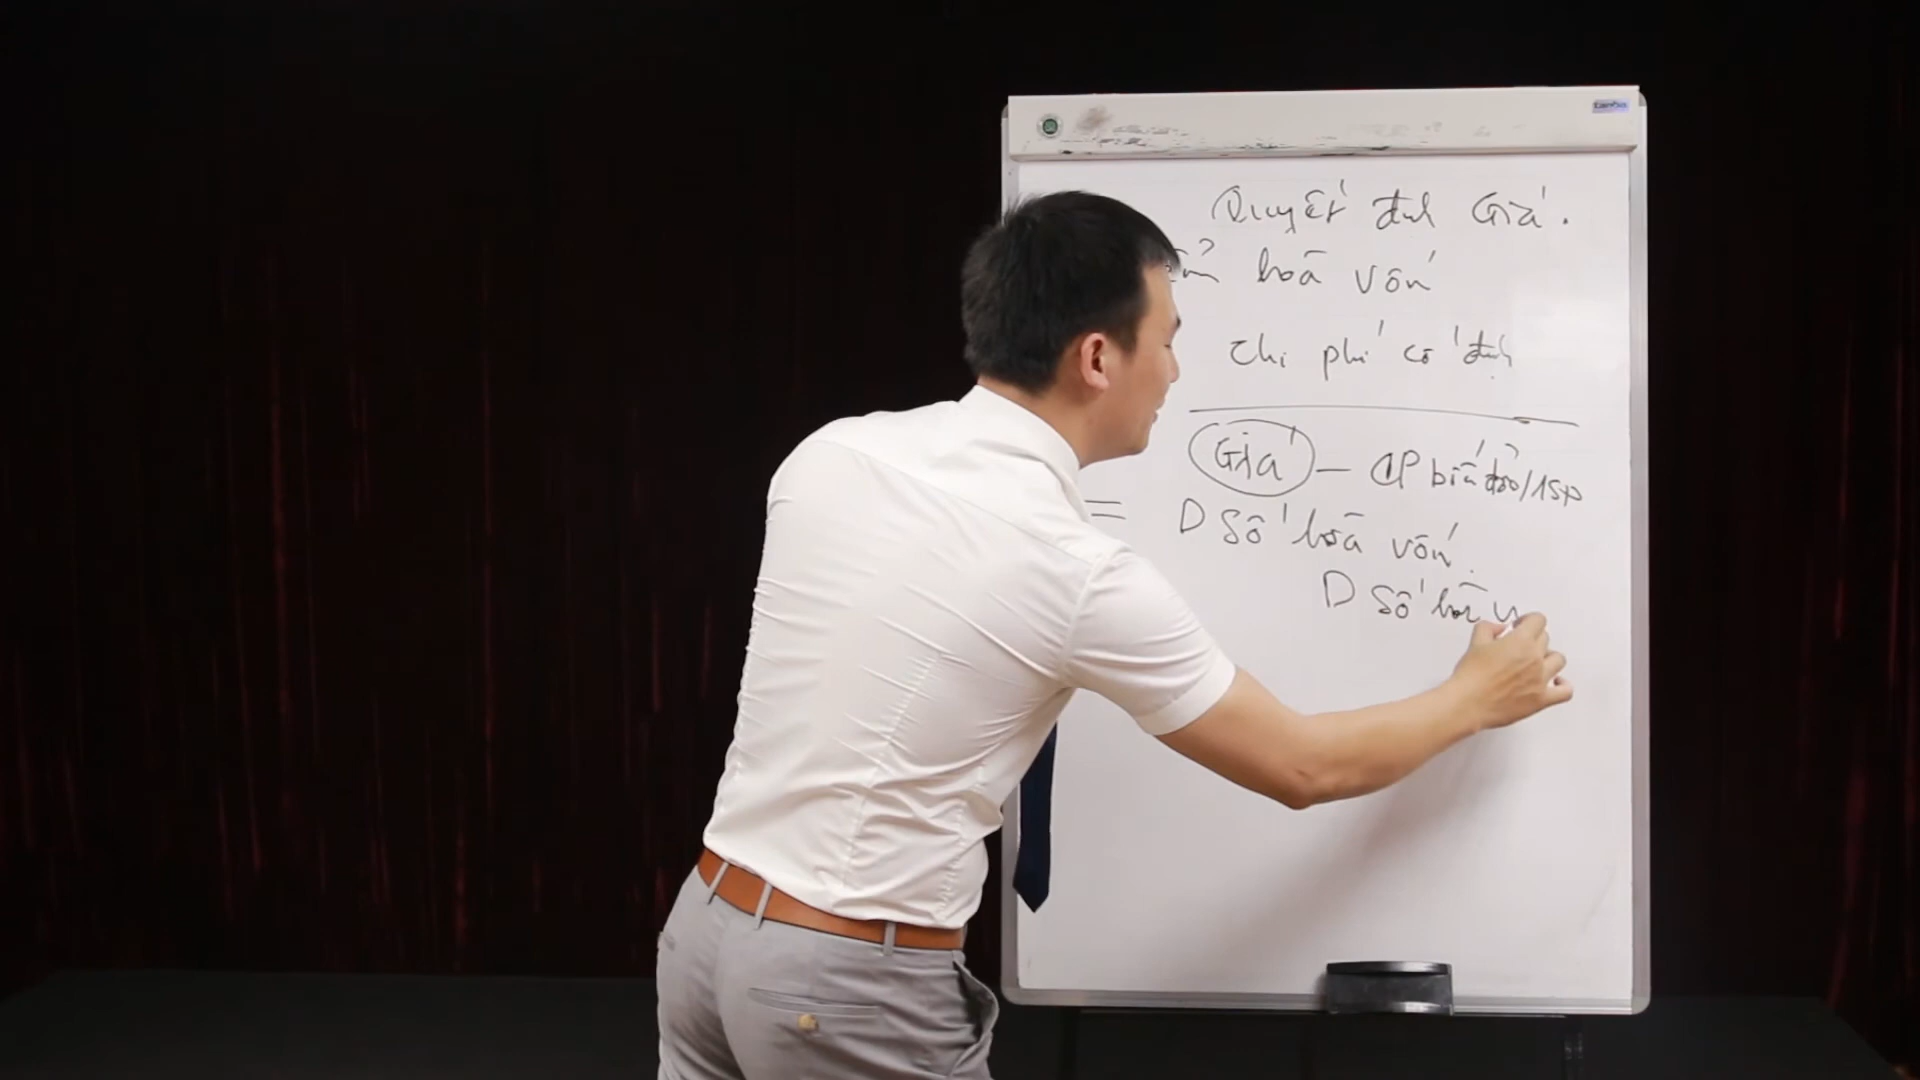 Quyết định Giá.
hoà vốn
chi phí cố định
Giá - CP biến đổi/1SP
= D Số hoà vốn.
D Số hoà v